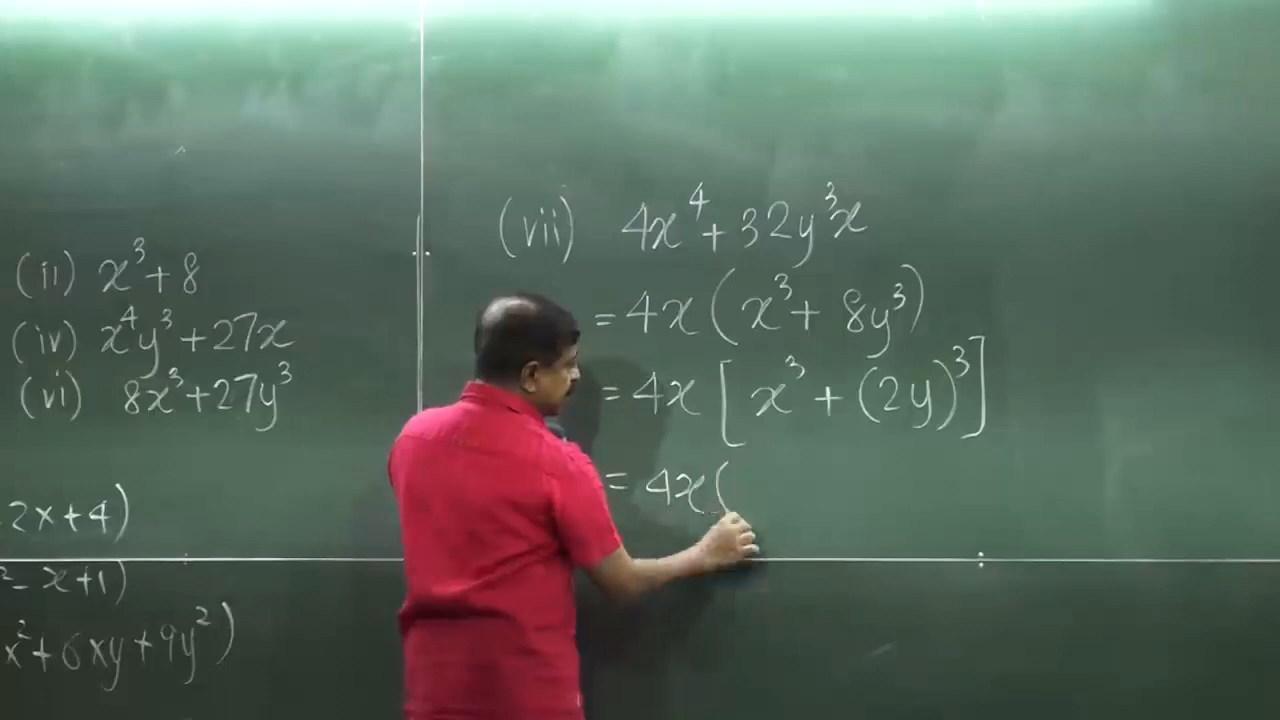 (ii) x³+8
(iv) x⁴y³+27x
(vi) 8x³+27y³
2x+4)
²- x+1)
x²+6xy+9y²)
(vii) 4x⁴+32y³x
=4x(x³+ 8y³)
=4x[x³+(2y)³]
= 4x(